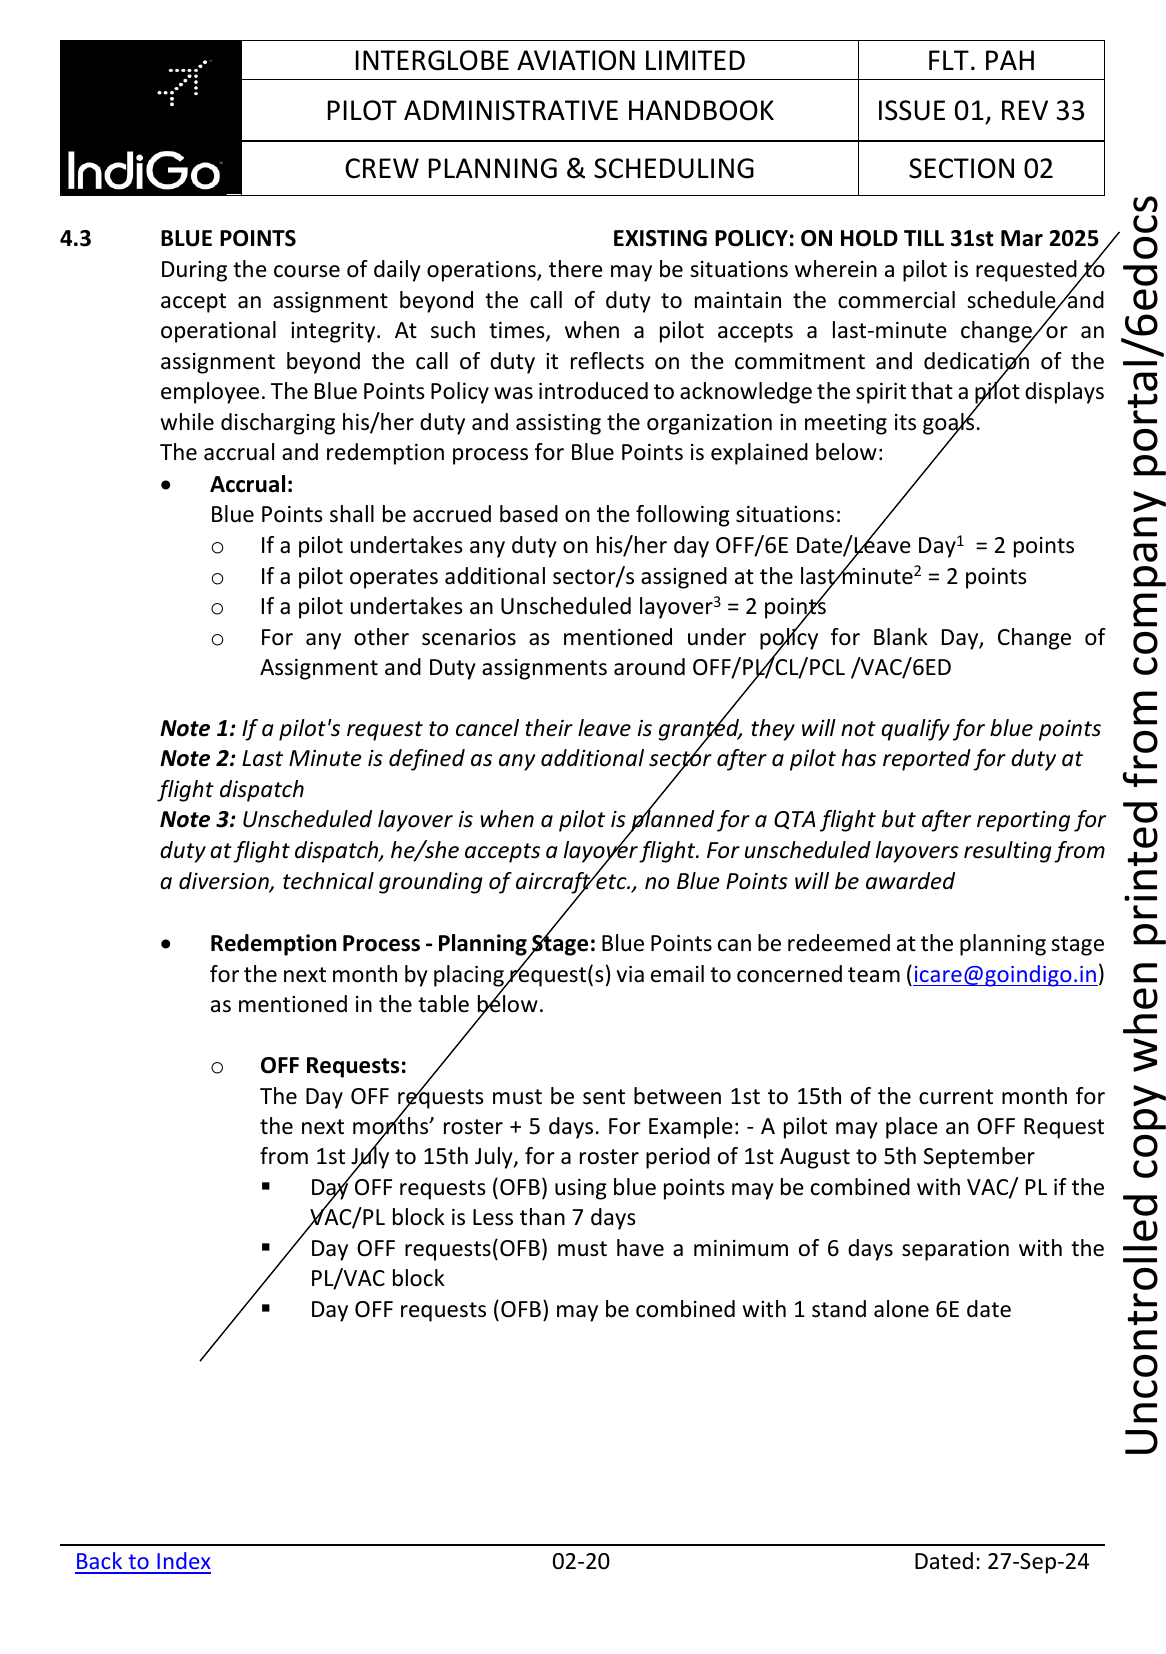 INTERGLOBE AVIATION LIMITED
FLT. PAH
PILOT ADMINISTRATIVE HANDBOOK
ISSUE 01, REV 33
IndiGo
CREW PLANNING & SCHEDULING
SECTION 02
4.3 BLUE POINTS EXISTING POLICY: ON HOLD TILL 31st Mar 2025
During the course of daily operations, there may be situations wherein a pilot is requested to
accept an assignment beyond the call of duty to maintain the commercial schedule and
operational integrity. At such times, when a pilot accepts a last-minute change or an
assignment beyond the call of duty it reflects on the commitment and dedication of the
employee. The Blue Points Policy was introduced to acknowledge the spirit that a pilot displays
while discharging his/her duty and assisting the organization in meeting its goals.
The accrual and redemption process for Blue Points is explained below:
• Accrual:
Blue Points shall be accrued based on the following situations:
o If a pilot undertakes any duty on his/her day OFF/6E Date/Leave Day¹ = 2 points
o If a pilot operates additional sector/s assigned at the last minute² = 2 points
o If a pilot undertakes an Unscheduled layover³ = 2 points
o For any other scenarios as mentioned under policy for Blank Day, Change of
Assignment and Duty assignments around OFF/PL/CL/PCL /VAC/6ED
Note 1: If a pilot's request to cancel their leave is granted, they will not qualify for blue points
Note 2: Last Minute is defined as any additional sector after a pilot has reported for duty at
flight dispatch
Note 3: Unscheduled layover is when a pilot is planned for a QTA flight but after reporting for
duty at flight dispatch, he/she accepts a layover flight. For unscheduled layovers resulting from
a diversion, technical grounding of aircraft etc., no Blue Points will be awarded
• Redemption Process - Planning Stage: Blue Points can be redeemed at the planning stage
for the next month by placing request(s) via email to concerned team (icare@goindigo.in)
as mentioned in the table below.
o OFF Requests:
The Day OFF requests must be sent between 1st to 15th of the current month for
the next months’ roster + 5 days. For Example: - A pilot may place an OFF Request
from 1st July to 15th July, for a roster period of 1st August to 5th September
▪ Day OFF requests (OFB) using blue points may be combined with VAC/ PL if the
VAC/PL block is Less than 7 days
▪ Day OFF requests(OFB) must have a minimum of 6 days separation with the
PL/VAC block
▪ Day OFF requests (OFB) may be combined with 1 stand alone 6E date
Uncontrolled copy when printed from company portal/6edocs
Back to Index 02-20 Dated: 27-Sep-24